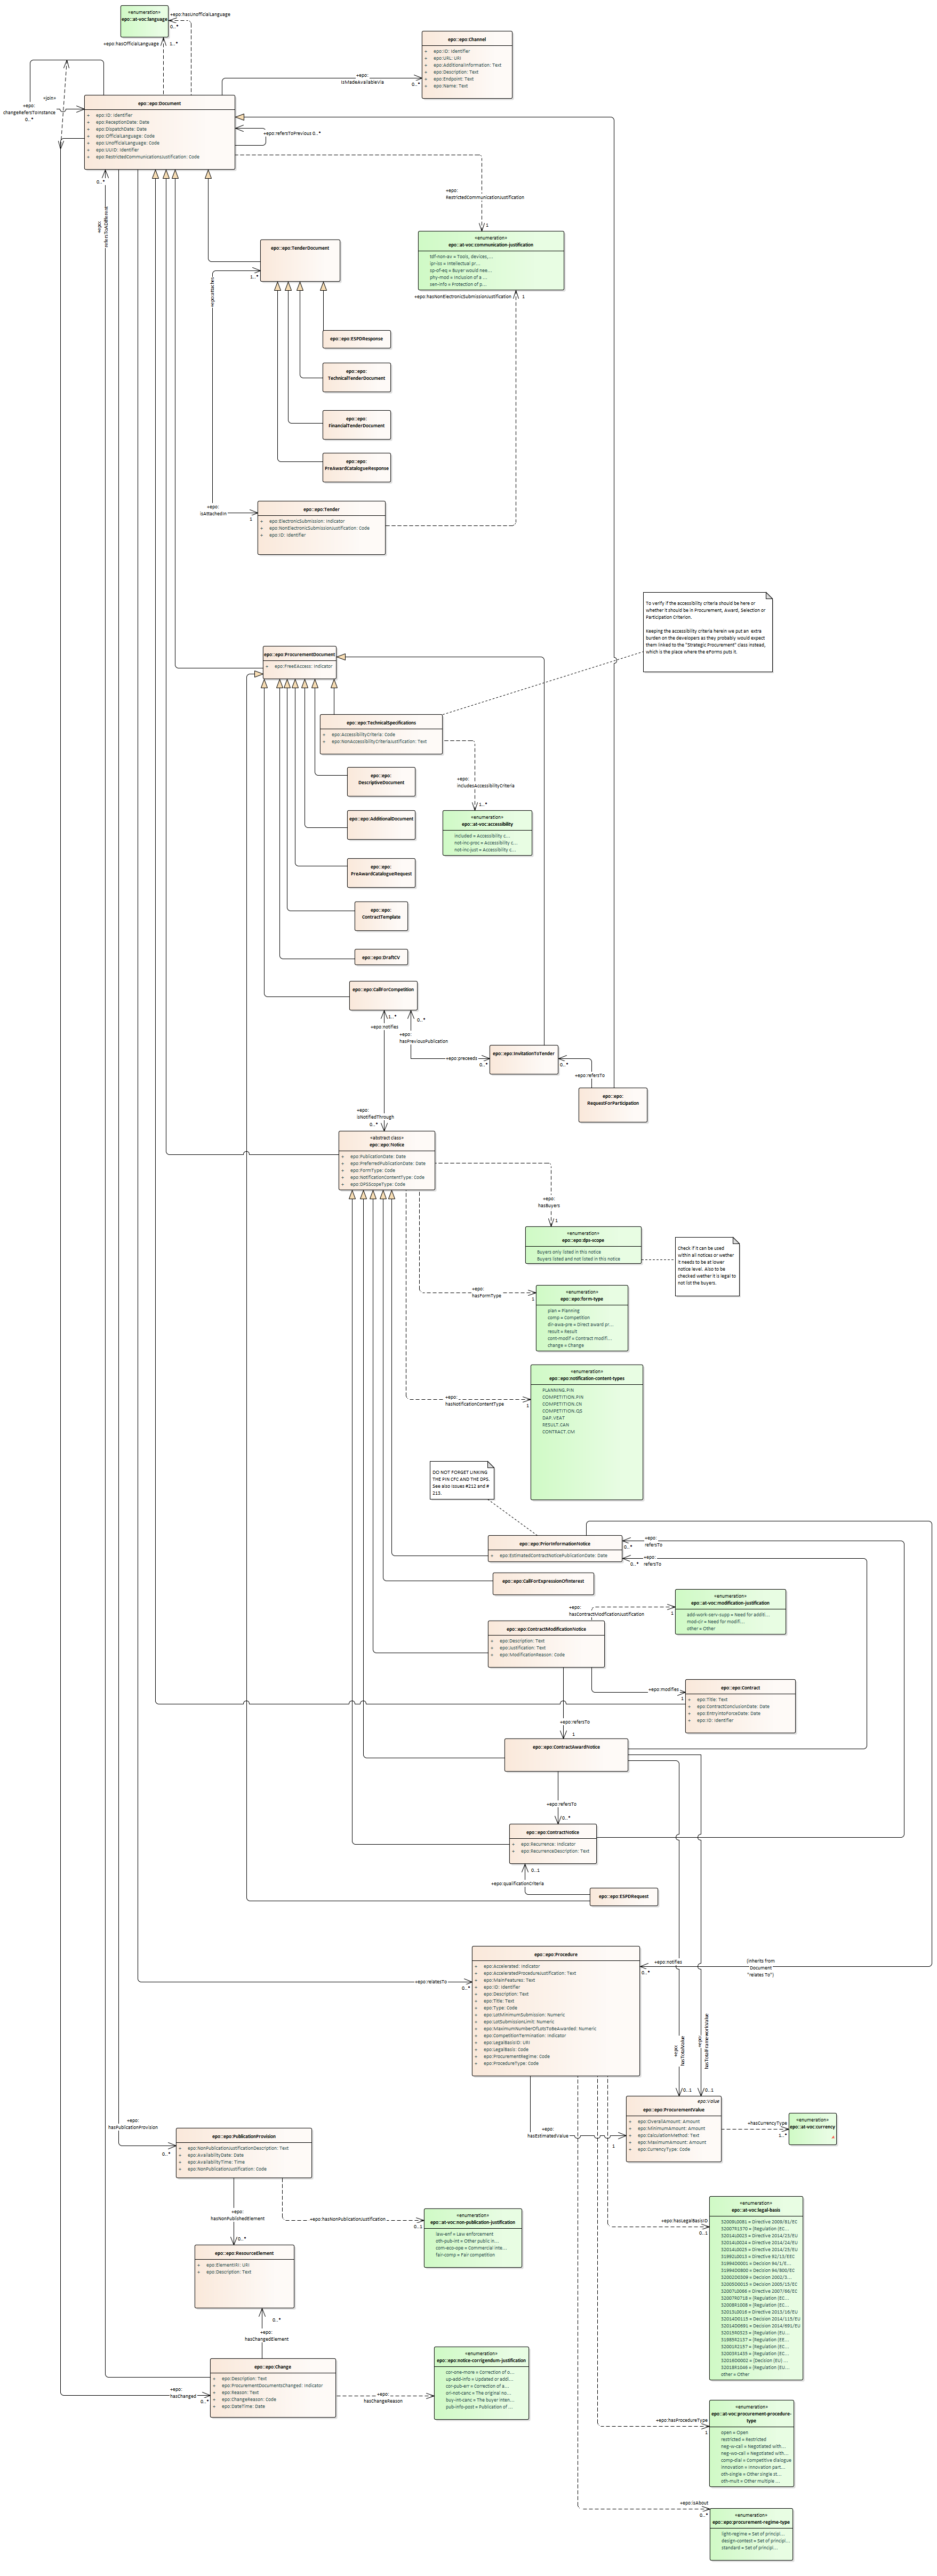 «enumeration»
epo::at-voc:language
+epo:hasUnofficialLanguage
0..*
+epo:hasOfficialLanguage
1..*
epo::epo:Channel
+ epo:ID: Identifier
+ epo:URL: URI
+ epo:AdditionalInformation: Text
+ epo:Description: Text
+ epo:Endpoint: Text
+ epo:Name: Text
+epo:
isMadeAvailableVia
0..*
«join»
+epo:
changeRefersToInstance
0..*
epo::epo:Document
+ epo:ID: Identifier
+ epo:ReceptionDate: Date
+ epo:DispatchDate: Date
+ epo:OfficialLanguage: Code
+ epo:UnofficialLanguage: Code
+ epo:UUID: Identifier
+ epo:RestrictedCommunicationsJustification: Code
+epo:refersToPrevious 0..*
0..*
+epo:
refersToADifferent
+epo:
RestrictedCommunicationJustification
1
«enumeration»
epo::at-voc:communication-justification
tdf-non-av = Tools, devices,...
ipr-iss = Intellectual pr...
sp-of-eq = Buyer would nee...
phy-mod = Inclusion of a ...
sen-info = Protection of p...
+epo:hasNonElectronicSubmissionJustification
1
epo::epo:TenderDocument
1..*
+epo:attaches
epo::epo:ESPDResponse
epo::epo:
TechnicalTenderDocument
epo::epo:
FinancialTenderDocument
epo::epo:
PreAwardCatalogueResponse
+epo:
isAttachedIn
1
epo::epo:Tender
+ epo:ElectronicSubmission: Indicator
+ epo:NonElectronicSubmissionJustification: Code
+ epo:ID: Identifier
To verify if the accessibility criteria should be here or
whether it should be in Procurement, Award, Selection or
Participation Criterion.
Keeping the accessibility criteria herein we put an extra
burden on the developers as they probably would expect
them linked to the "Strategic Procurement" class instead,
which is the place where the eForms puts it.
epo::epo:ProcurementDocument
+ epo:FreeEAccess: Indicator
epo::epo:TechnicalSpecifications
+ epo:AccessibilityCriteria: Code
+ epo:NonAccessibilityCriteriaJustification: Text
+epo:
includesAccessibilityCriteria
1..*
«enumeration»
epo::at-voc:accessibility
included = Accessibility c...
not-inc-proc = Accessibility c...
not-inc-just = Accessibility c...
epo::epo:
DescriptiveDocument
epo::epo:AdditionalDocument
epo::epo:
PreAwardCatalogueRequest
epo::epo:
ContractTemplate
epo::epo:DraftCV
epo::epo:CallForCompetition
1..*
+epo:notifies
0..*
+epo:
hasPreviousPublication
+epo:preceeds
0..*
epo::epo:InvitationToTender
0..*
+epo:refersTo
epo::epo:
RequestForParticipation
+epo:
isNotifiedThrough
0..*
«abstract class»
epo::epo:Notice
+ epo:PublicationDate: Date
+ epo:PreferredPublicationDate: Date
+ epo:FormType: Code
+ epo:NotificationContentType: Code
+ epo:DPSScopeType: Code
+epo:
hasBuyers
1
«enumeration»
epo::epo:dps-scope
Buyers only listed in this notice
Buyers listed and not listed in this notice
Check if it can be used
within all notices or wether
it needs to be at lower
notice level. Also to be
checked wether it is legal to
not list the buyers.
+epo:
hasFormType
1
«enumeration»
epo::epo:form-type
plan = Planning
comp = Competition
dir-awa-pre = Direct award pr...
result = Result
cont-modif = Contract modifi...
change = Change
+epo:
hasNotificationContentType
1
«enumeration»
epo::epo:notification-content-types
PLANNING.PIN
COMPETITION.PIN
COMPETITION.CN
COMPETITION.QS
DAP.VEAT
RESULT.CAN
CONTRACT.CM
DO NOT FORGET LINKING
THE PIN CFC AND THE DPS.
See also issues #212 and #
213.
epo::epo:PriorInformationNotice
+ epo:EstimatedContractNoticePublicationDate: Date
+epo:
refersTo
0..*
+epo:
refersTo
0..*
epo::epo:CallForExpressionOfInterest
+epo:
hasContractModificationJustification
1
«enumeration»
epo::at-voc:modification-justification
add-work-serv-supp = Need for additi...
mod-cir = Need for modifi...
other = Other
epo::epo:ContractModificationNotice
+ epo:Description: Text
+ epo:Justification: Text
+ epo:ModificationReason: Code
+epo:modifies
1
epo::epo:Contract
+ epo:Title: Text
+ epo:ContractConclusionDate: Date
+ epo:EntryIntoForceDate: Date
+ epo:ID: Identifier
+epo:refersTo
1
epo::epo:ContractAwardNotice
+epo:refersTo
0..*
epo::epo:ContractNotice
+ epo:Recurrence: Indicator
+ epo:RecurrenceDescription: Text
0..1
+epo:qualificationCriteria
epo::epo:ESPDRequest
epo::epo:Procedure
+ epo:Accelerated: Indicator
+ epo:AcceleratedProcedureJustification: Text
+ epo:MainFeatures: Text
+ epo:ID: Identifier
+ epo:Description: Text
+ epo:Title: Text
+ epo:Type: Code
+ epo:LotMinimumSubmission: Numeric
+ epo:LotSubmissionLimit: Numeric
+ epo:MaximumNumberOfLotsToBeAwarded: Numeric
+ epo:CompetitionTermination: Indicator
+ epo:LegalBasisID: URI
+ epo:LegalBasis: Code
+ epo:ProcurementRegime: Code
+ epo:ProcedureType: Code
+epo:relatesTo
0..*
+epo:notifies
0..*
(Inherits from
Document
"relates To")
+epo:
hasTotalValue
0..1
+epo:
hasTotalFrameworkValue
0..1
epo:Value
epo::epo:ProcurementValue
+ epo:OverallAmount: Amount
+ epo:MinimumAmount: Amount
+ epo:CalculationMethod: Text
+ epo:MaximumAmount: Amount
+ epo:CurrencyType: Code
+epo:
hasEstimatedValue
1
+epo:hasCurrencyType
1..*
«enumeration»
epo::at-voc:currency
+epo:
hasPublicationProvision
0..*
epo::epo:PublicationProvision
+ epo:NonPublicationJustificationDescription: Text
+ epo:AvailabilityDate: Date
+ epo:AvailabilityTime: Time
+ epo:NonPublicationJustification: Code
+epo:
hasNonPublishedElement
0..*
+epo:hasNonPublicationJustification
0..1
«enumeration»
epo::at-voc:non-publication-justification
law-enf = Law enforcement
oth-pub-int = Other public in...
com-eco-ope = Commercial inte...
fair-comp = Fair competition
epo::epo:ResourceElement
+ epo:ElementIRI: URI
+ epo:Description: Text
0..*
+epo:
hasChangedElement
epo::epo:Change
+ epo:Description: Text
+ epo:ProcurementDocumentsChanged: Indicator
+ epo:Reason: Text
+ epo:ChangeReason: Code
+ epo:DateTime: Date
+epo:
hasChanged
0..*
+epo:
hasChangeReason
«enumeration»
epo::epo:notice-corrigendum-justification
cor-one-more = Correction of o...
up-add-info = Updated or addi...
cor-pub-err = Correction of a...
ori-not-canc = The original no...
buy-int-canc = The buyer inten...
pub-info-post = Publication of ...
+epo:hasLegalBasisID
0..1
«enumeration»
epo::at-voc:legal-basis
32009L0081 = Directive 2009/81/EC
32007R1370 = [Regulation (EC...
32014L0023 = Directive 2014/23/EU
32014L0024 = Directive 2014/24/EU
32014L0025 = Directive 2014/25/EU
31992L0013 = Directive 92/13/EEC
31994D0001 = Decision 94/1/E...
31994D0800 = Decision 94/800/EC
32002D0309 = Decision 2002/3...
32005D0015 = Decision 2005/15/EC
32007L0066 = Directive 2007/66/EC
32007R0718 = [Regulation (EC...
32008R1008 = [Regulation (EC...
32013L0016 = Directive 2013/16/EU
32014D0115 = Decision 2014/115/EU
32014D0691 = Decision 2014/691/EU
32015R0323 = [Regulation (EU...
31985R2137 = [Regulation (EE...
32001R2157 = [Regulation (EC...
32003R1435 = [Regulation (EC...
32018R1046 = [Regulation (EU...
other = Other
+epo:hasProcedureType
1
«enumeration»
epo::at-voc:procurement-procedure-
type
open = Open
restricted = Restricted
neg-w-call = Negotiated with...
neg-wo-call = Negotiated with...
comp-dial = Competitive dialogue
innovation = Innovation part...
oth-single = Other single st...
oth-mult = Other multiple ...
+epo:isAbout
0..*
«enumeration»
epo::epo:procurement-regime-type
light-regime = Set of principl...
design-contest = Set of principl...
standard = Set of principl...